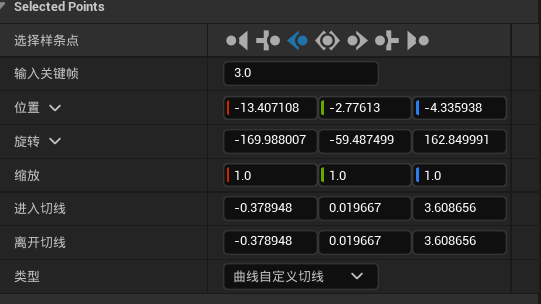 Selected Points
选择样条点
输入关键帧 3.0
位置 -13.407108 -2.77613 -4.335938
旋转 -169.988007 -59.487499 162.849991
缩放 1.0 1.0 1.0
进入切线 -0.378948 0.019667 3.608656
离开切线 -0.378948 0.019667 3.608656
类型 曲线自定义切线